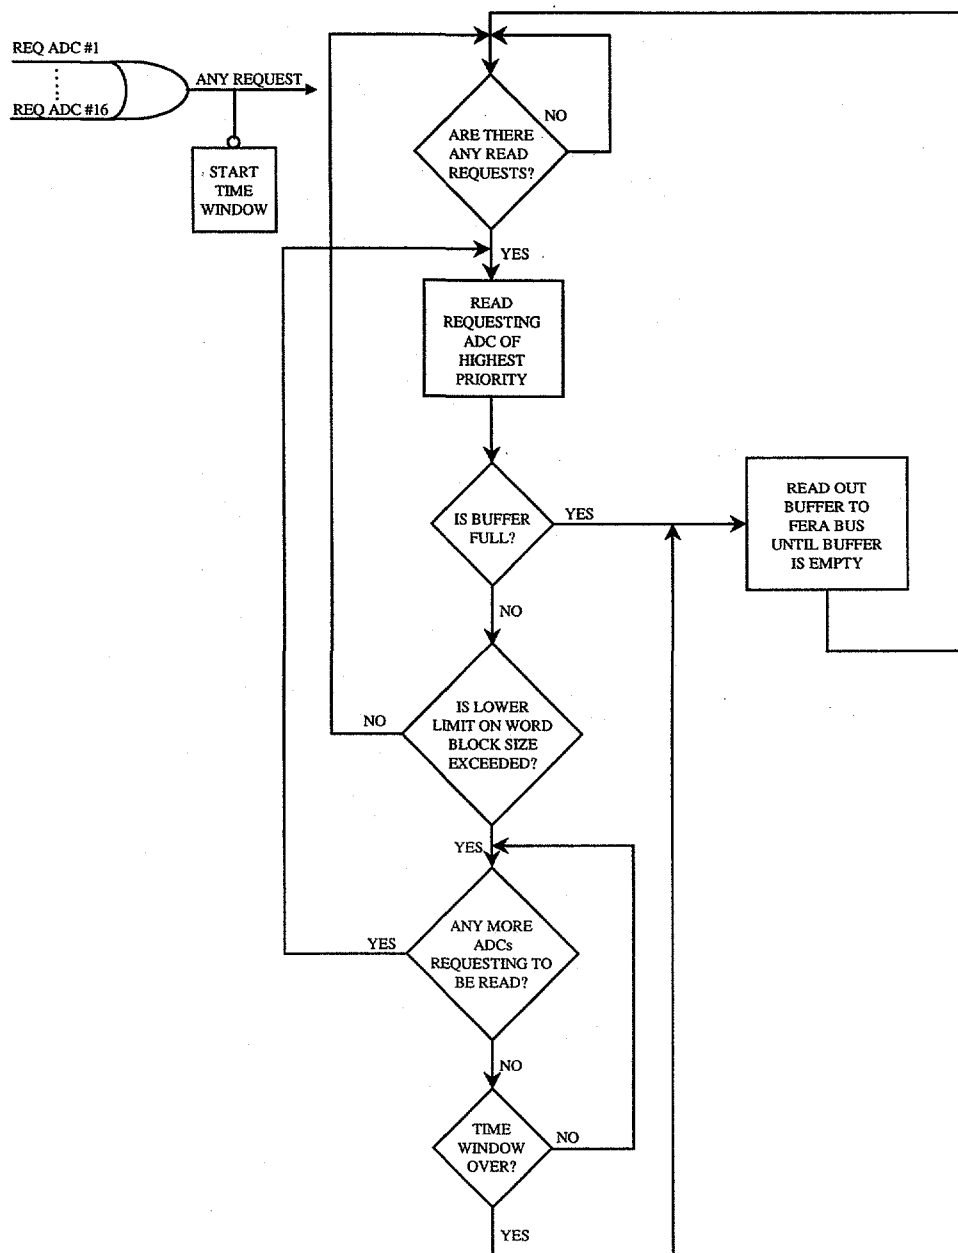 REQ ADC #1
ANY REQUEST
REQ ADC #16
START
TIME
WINDOW
NO
ARE THERE
ANY READ
REQUESTS?
YES
READ
REQUESTING
ADC OF
HIGHEST
PRIORITY
IS BUFFER
FULL?
YES
READ OUT
BUFFER TO
FERA BUS
UNTIL BUFFER
IS EMPTY
NO
IS LOWER
LIMIT ON WORD
BLOCK SIZE
EXCEEDED?
NO
YES
ANY MORE
ADCs
REQUESTING TO
BE READ?
YES
NO
TIME
WINDOW
OVER?
NO
YES